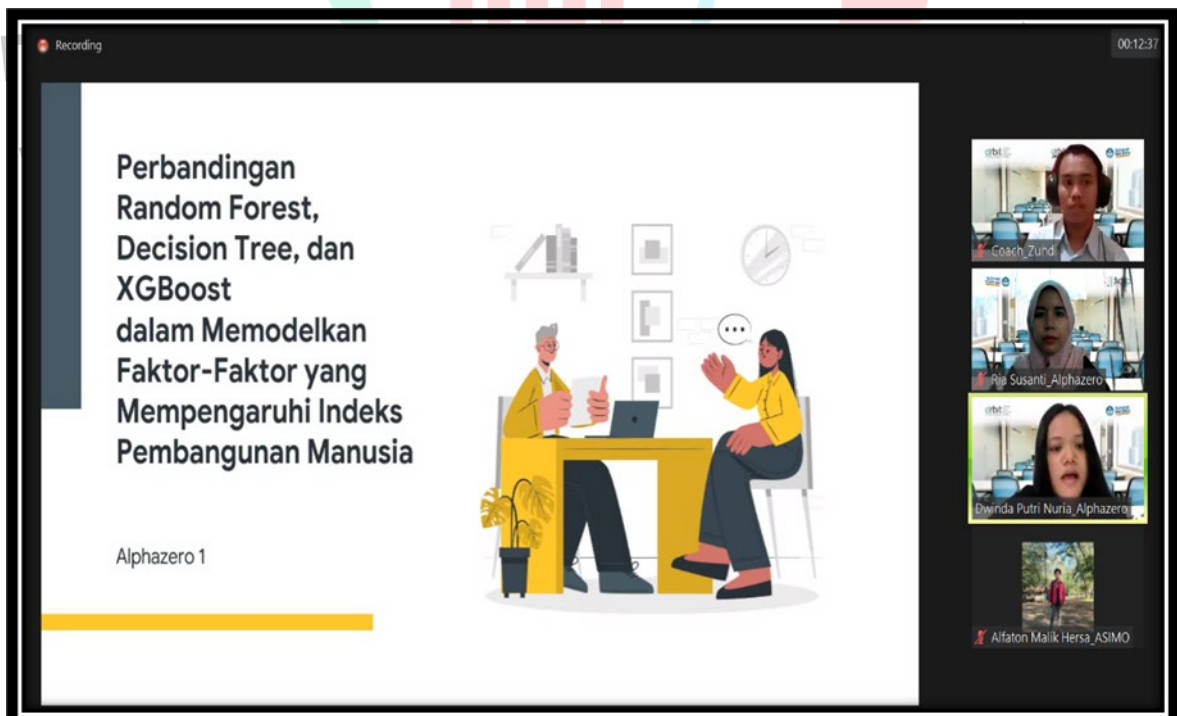 Recording
00:12:37
Perbandingan
Random Forest,
Decision Tree, dan
XGBoost
dalam Memodelkan
Faktor-Faktor yang
Mempengaruhi Indeks
Pembangunan Manusia
Alphazero 1
Coach_Zund
Ria Susanti_Alphazero
Dwinda Putri Nuria_Alphazero
Alfaton Malik Hersa_ASIMO